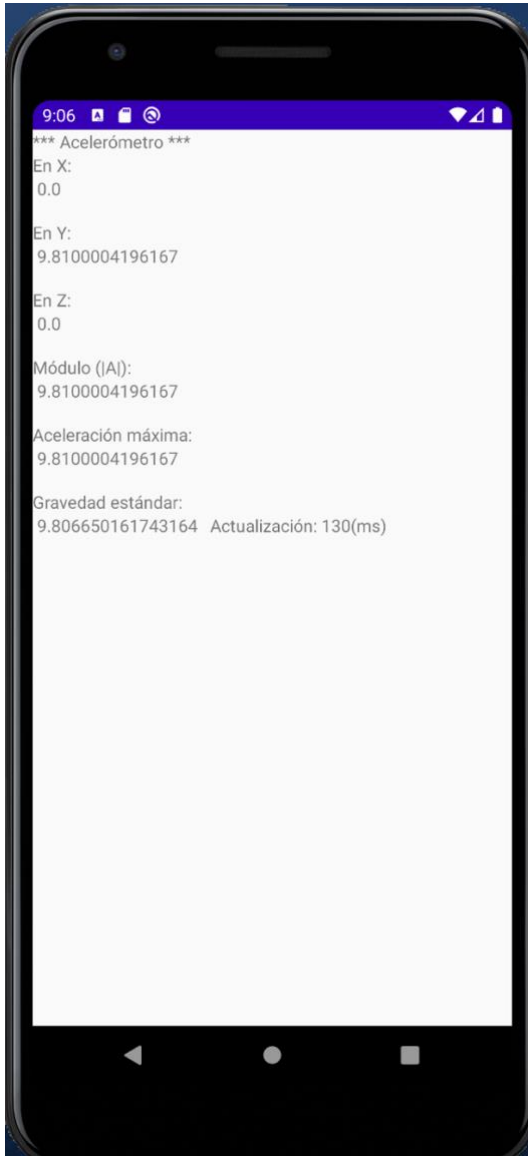 9:06
*** Acelerómetro ***
En X:
0.0
En Y:
9.8100004196167
En Z:
0.0
Módulo (|A|):
9.8100004196167
Aceleración máxima:
9.8100004196167
Gravedad estándar:
9.806650161743164 Actualización: 130(ms)